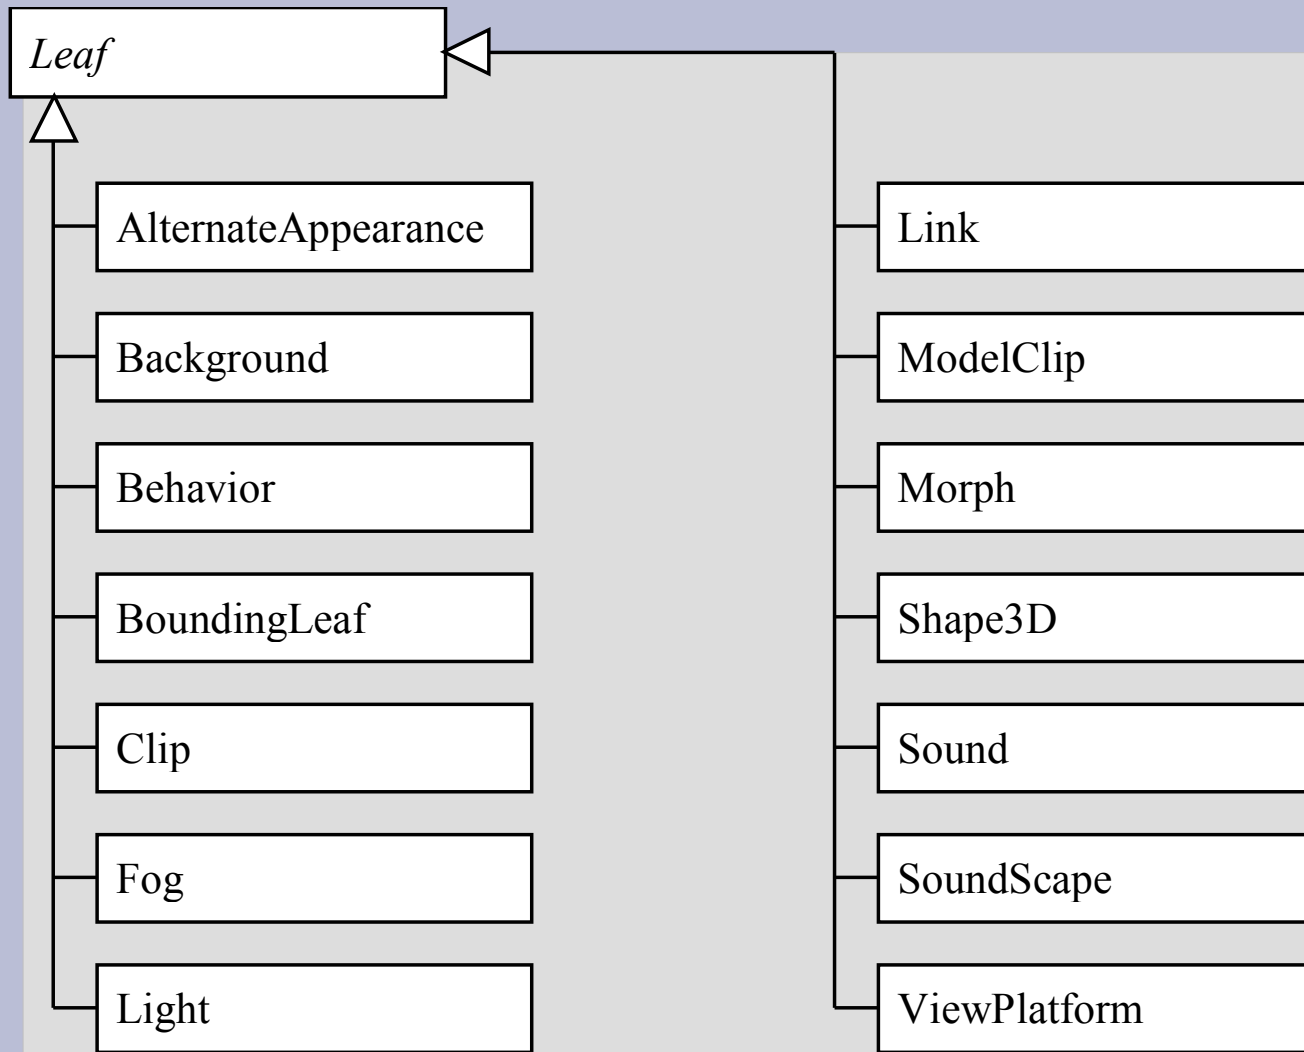 Leaf
AlternateAppearance
Background
Behavior
BoundingLeaf
Clip
Fog
Light
Link
ModelClip
Morph
Shape3D
Sound
SoundScape
ViewPlatform